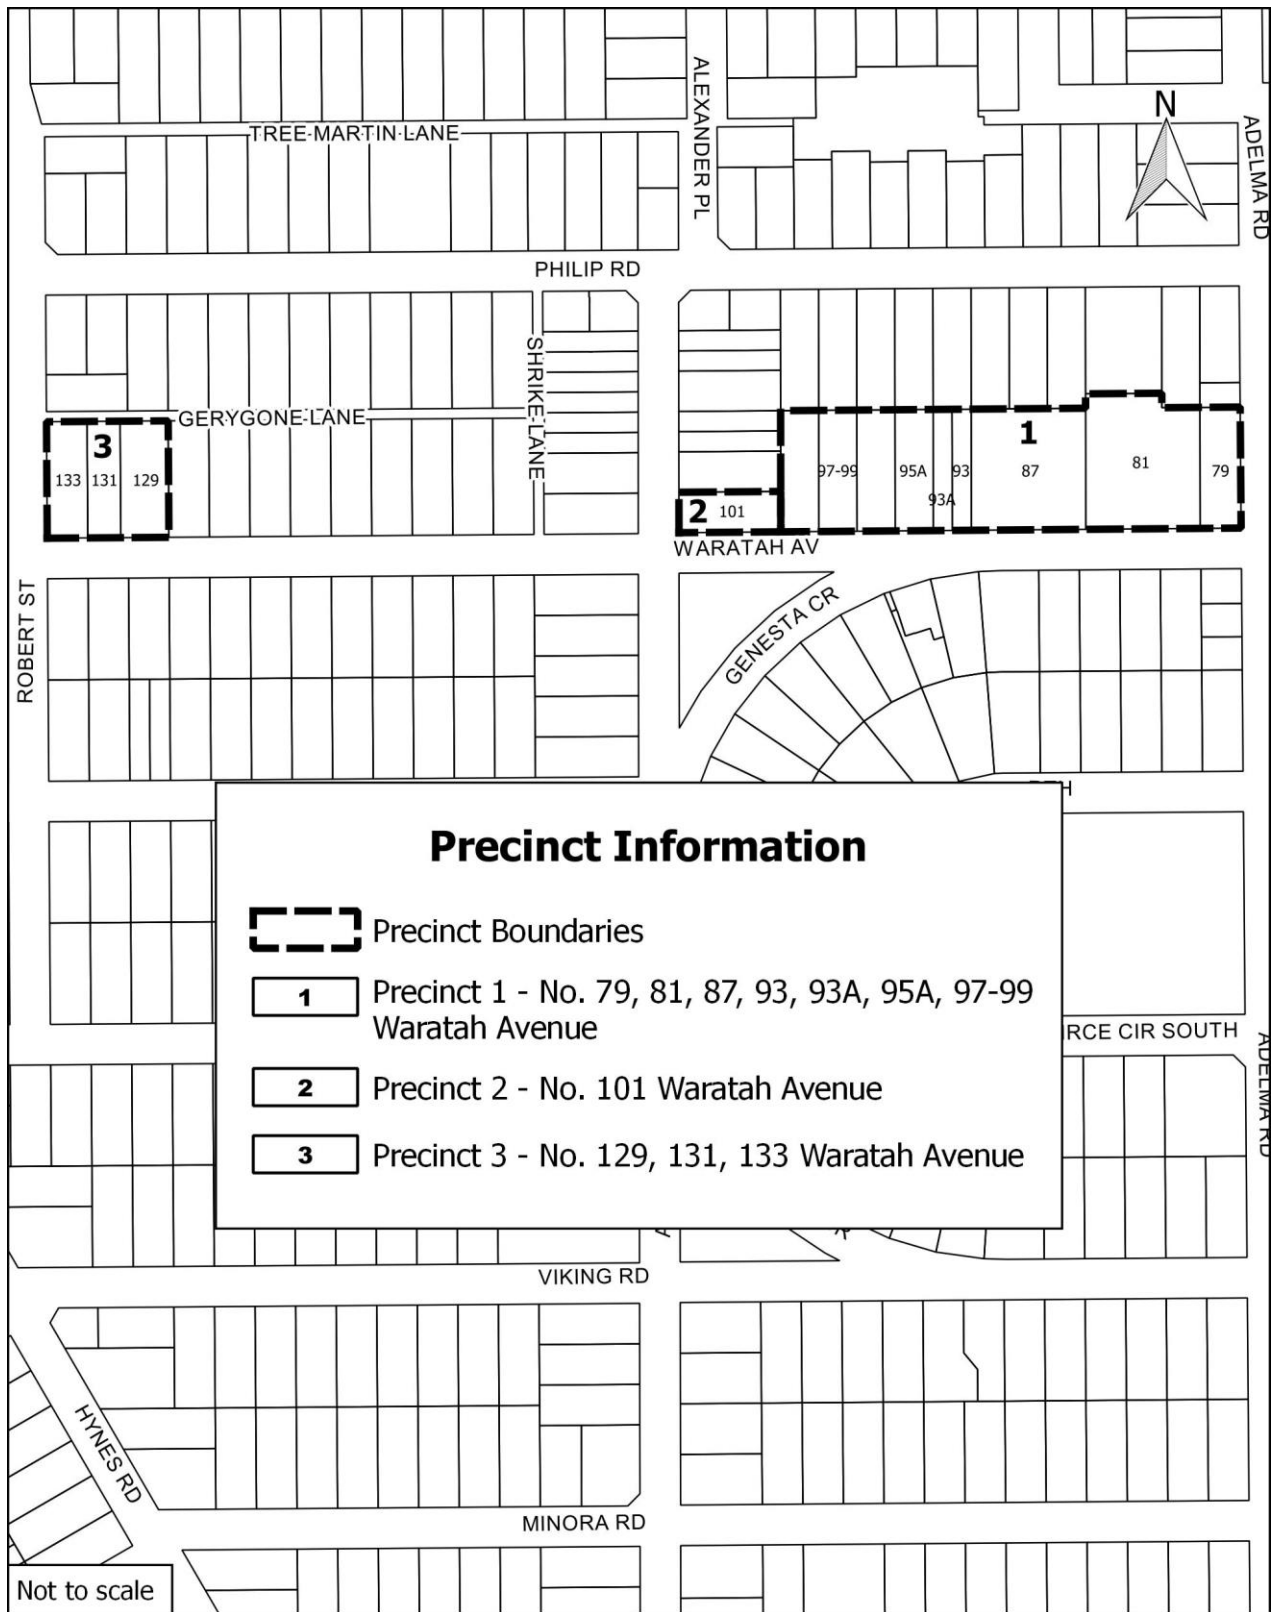 ALEXANDER PL
N
TREE MARTIN LANE
ADELMA RD
PHILIP RD
SHRIKE LANE
GERYGONE LANE
3
133
131
129
1
97-99
95A
93
93A
87
81
79
2
101
WARATAH AV
ROBERT ST
GENESTA CR
Precinct Information
Precinct Boundaries
1
Precinct 1 - No. 79, 81, 87, 93, 93A, 95A, 97-99
Waratah Avenue
2
Precinct 2 - No. 101 Waratah Avenue
3
Precinct 3 - No. 129, 131, 133 Waratah Avenue
IRCE CIR SOUTH
ADELMA RD
VIKING RD
HYNES RD
MINORA RD
Not to scale